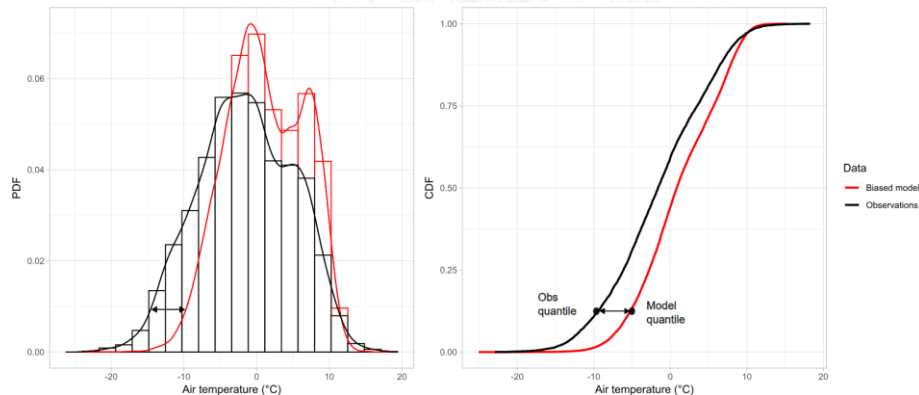 PDF
0.06
0.04
0.02
0.00
-20
-10
0
10
20
Air temperature (°C)
CDF
1.00
0.75
0.50
0.25
0.00
Obs
quantile
Model
quantile
-20
-10
0
10
20
Air temperature (°C)
Data
Biased model
Observations